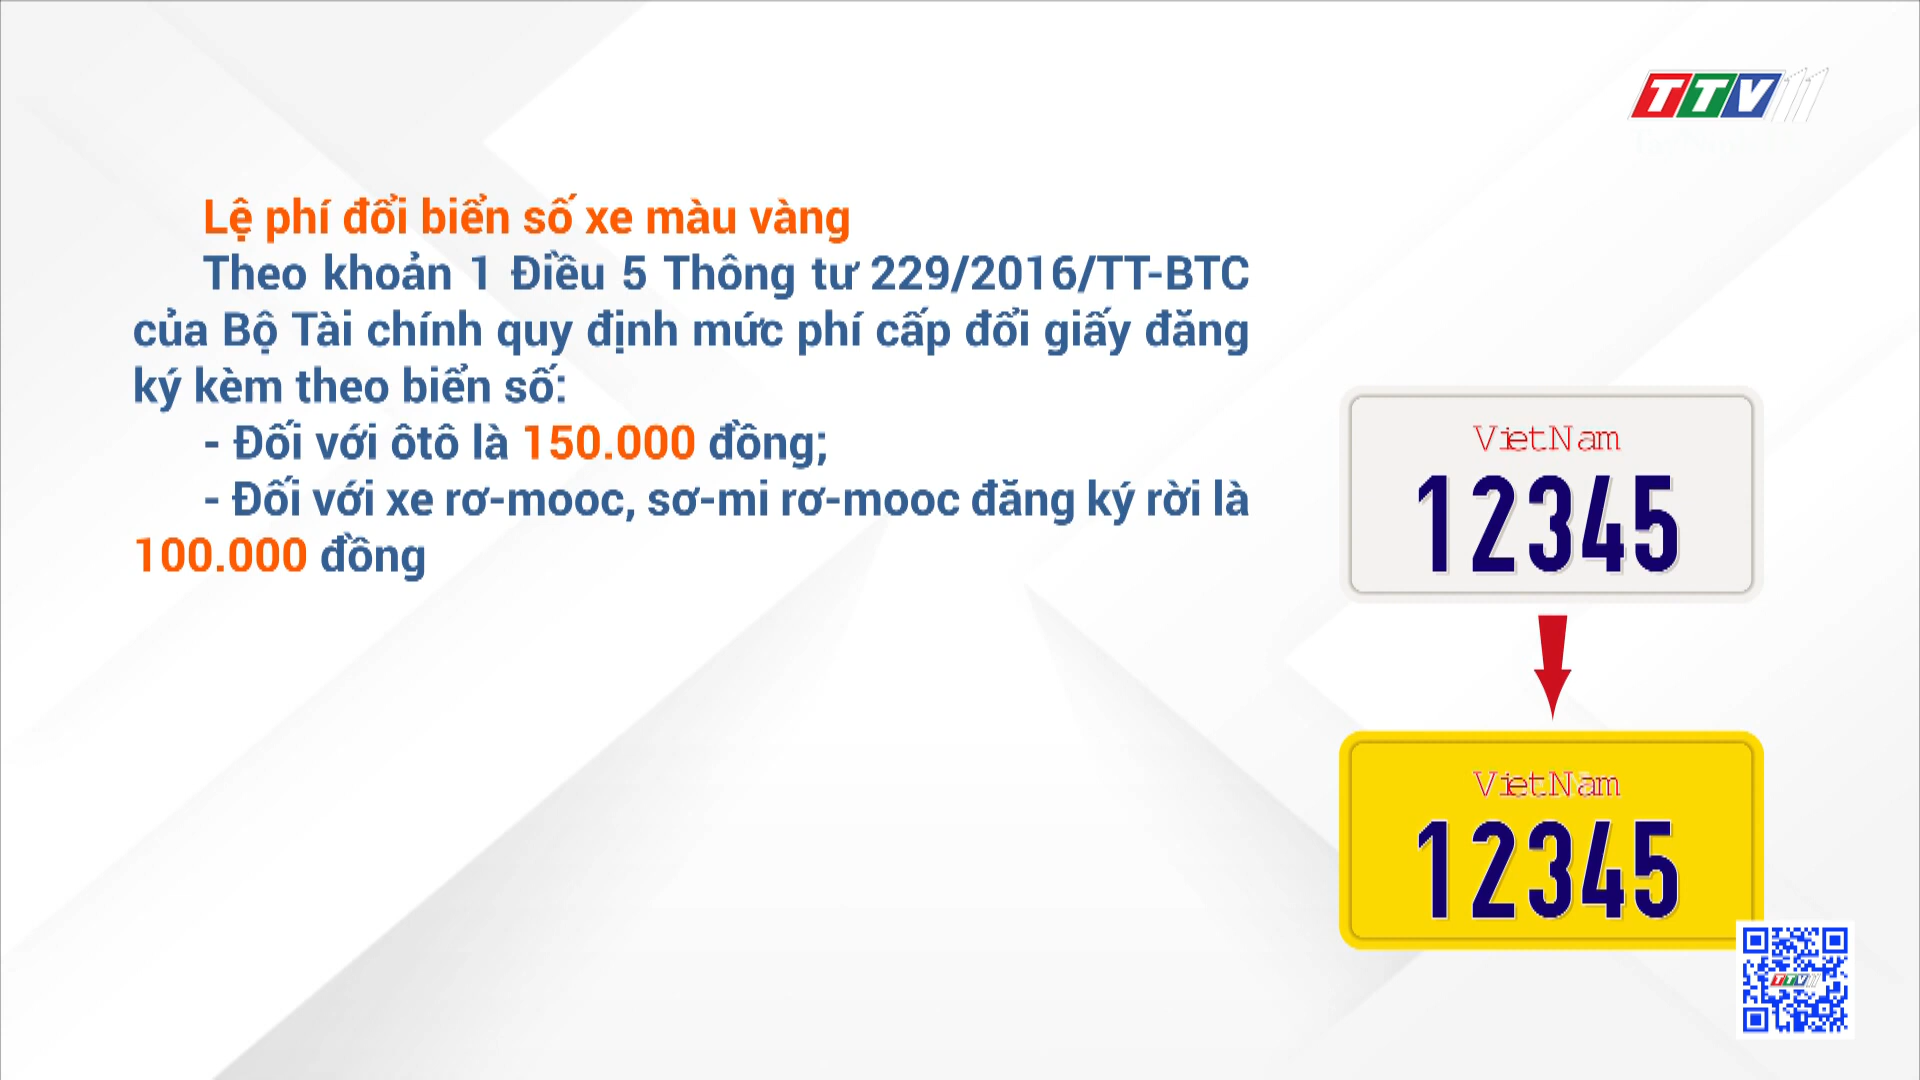 TTV11
Lệ phí đổi biển số xe màu vàng
Theo khoản 1 Điều 5 Thông tư 229/2016/TT-BTC
của Bộ Tài chính quy định mức phí cấp đổi giấy đăng
ký kèm theo biển số:
- Đối với ôtô là 150.000 đồng;
- Đối với xe rơ-mooc, sơ-mi rơ-mooc đăng ký rời là
100.000 đồng
VietNam
12345
VietNam
12345
TTV11